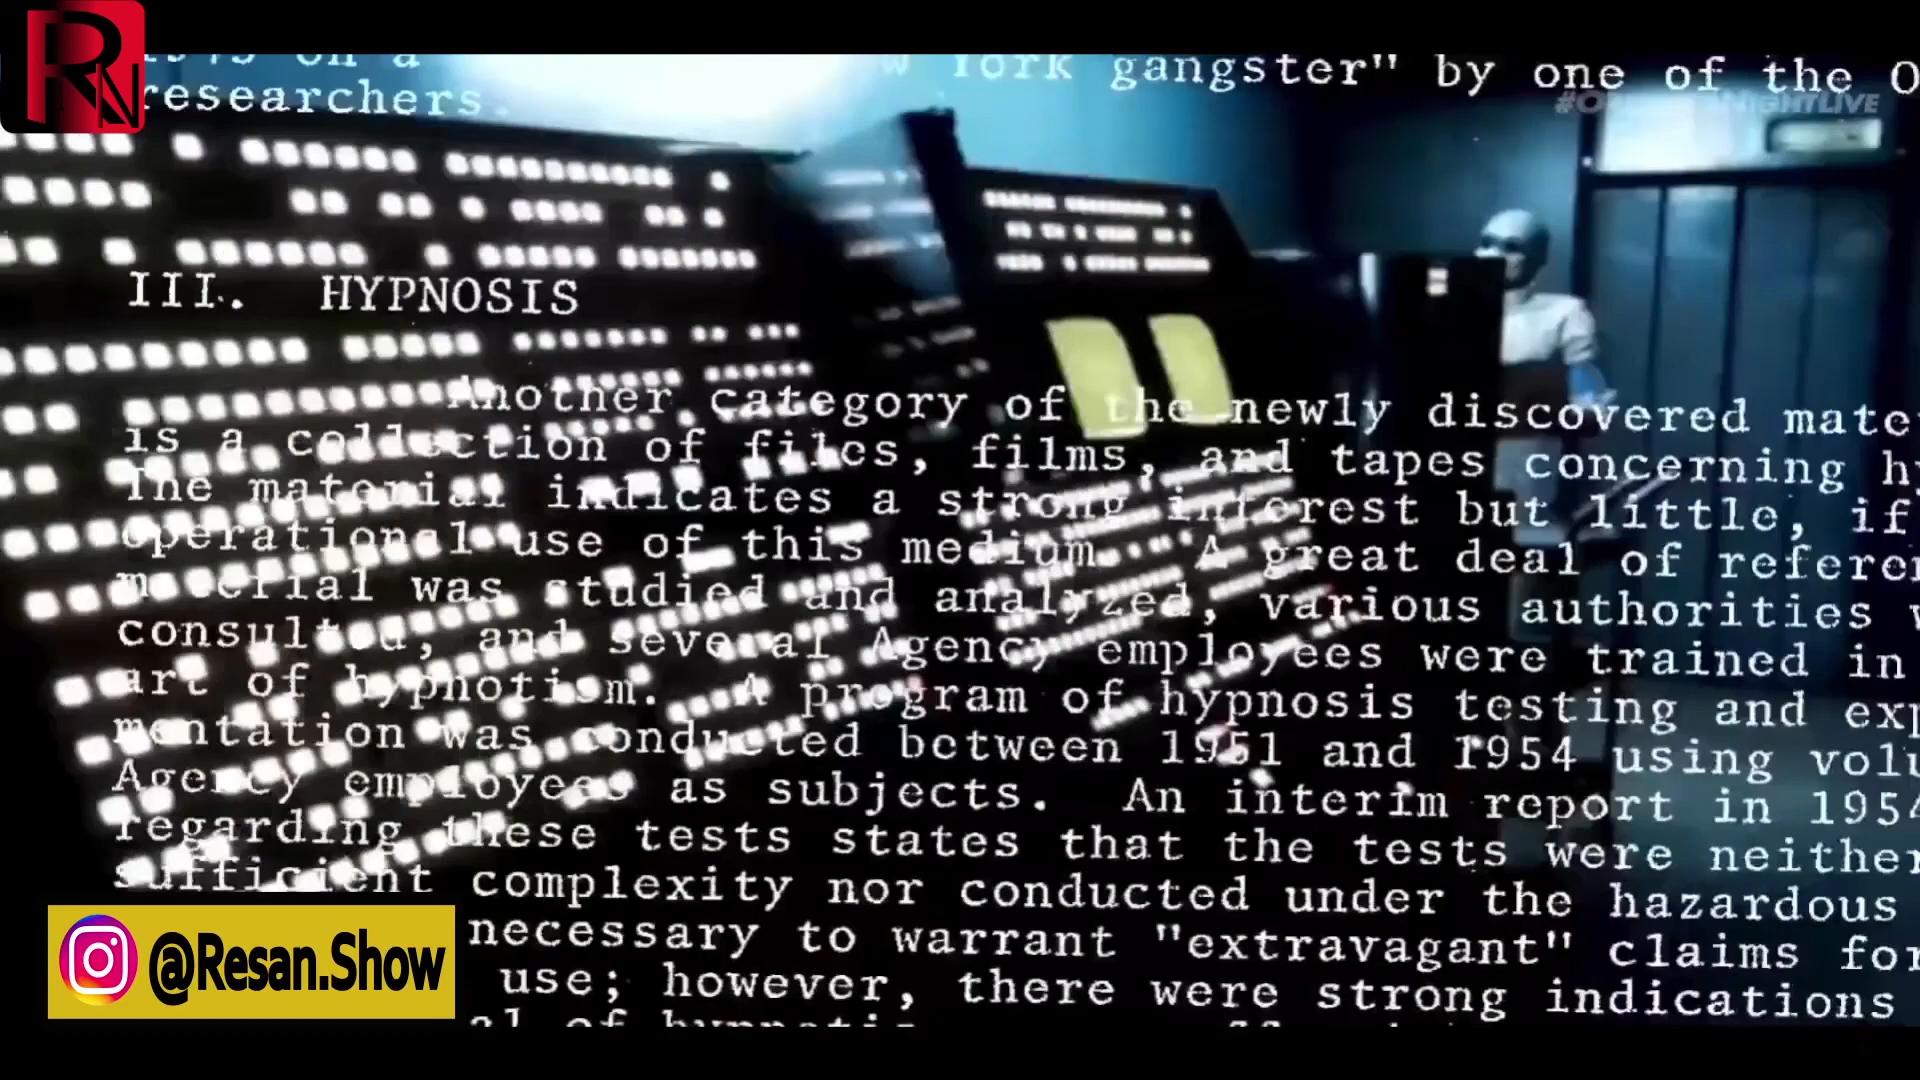 RN
York gangster" by one of the O
researchers.
#O
NIGHTLIVE
III. HYPNOSIS
Another category of the newly discovered mate
is a collection of files, films, and tapes concerning hy
The material indicates a strong interest but little, if
operational use of this medium. A great deal of refere
material was studied and analyzed, various authorities w
consulted, and several Agency employees were trained in
art of hypnotism. A program of hypnosis testing and exp
mentation was conducted between 1951 and 1954 using volu
Agency employees as subjects. An interim report in 1954
regarding these tests states that the tests were neither
sufficient complexity nor conducted under the hazardous
necessary to warrant "extravagant" claims for
use; however, there were strong indications
@Resan.Show